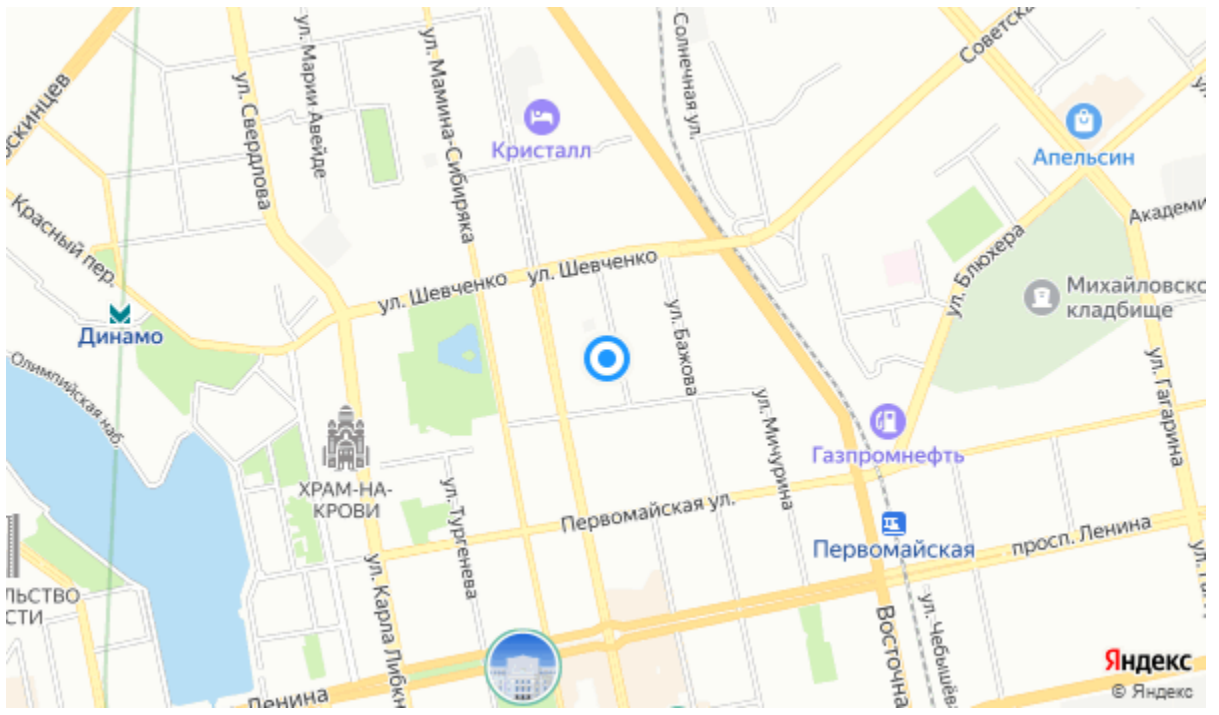 Советска
ул. Марии Авейде
ул. Мамина-Сибиряка
Солнечная ул.
ул. Свердлова
Кристалл
Апельсин
Красный пер.
Академи
ул. Шевченко
ул. Шевченко
ул. Блюхера
Михайловско
кладбище
Динамо
ул. Бажова
Олимпийская наб.
ул. Гагарина
ул. Мичурина
Газпромнефть
ХРАМ-НА-
КРОВИ
ул. Тургенева
Первомайская ул.
Первомайская
просп. Ленина
ЛЬСТВО
СТИ
ул. Карла Либкн
Восточна
ул. Чебышёва
Ленина
Яндекс
© Яндекс